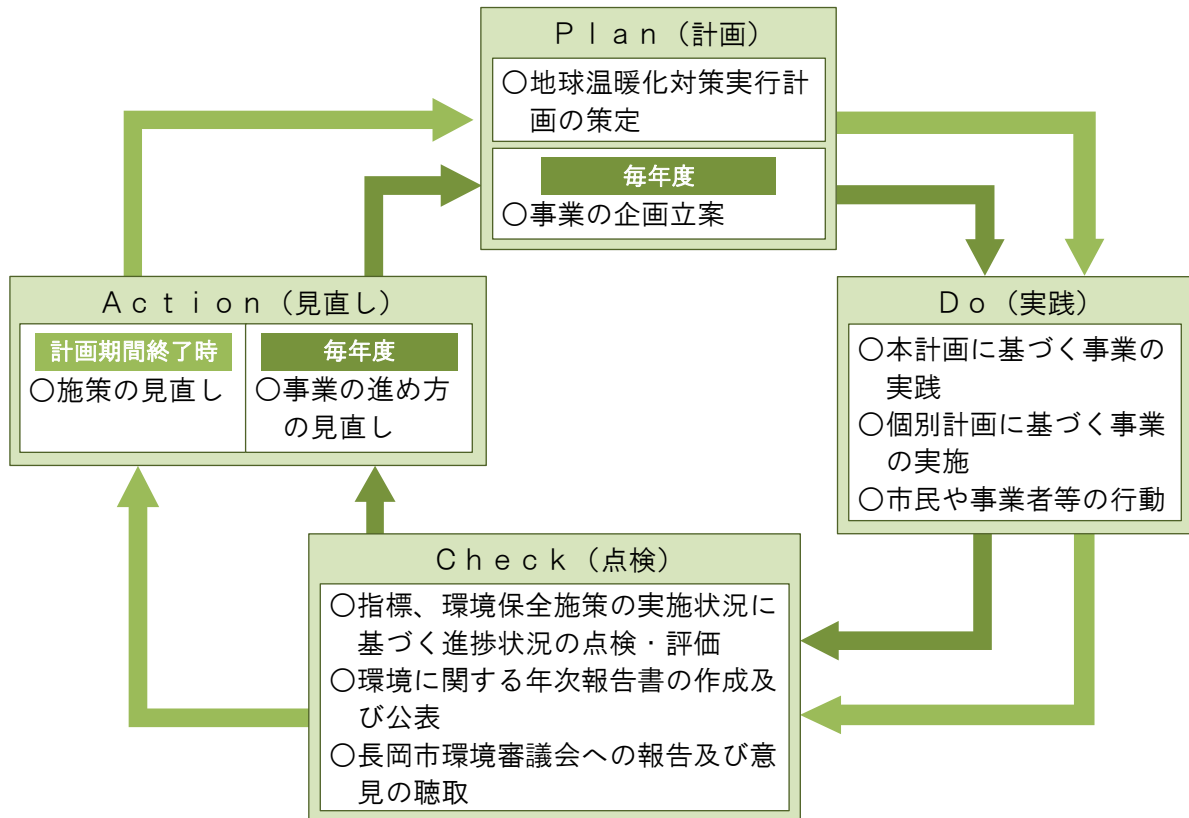 Ｐｌａｎ（計画）
○地球温暖化対策実行計
画の策定
毎年度
○事業の企画立案
Ｄｏ（実践）
○本計画に基づく事業の
実践
○個別計画に基づく事業
の実施
○市民や事業者等の行動
Ｃｈｅｃｋ（点検）
○指標、環境保全施策の実施状況に
基づく進捗状況の点検・評価
○環境に関する年次報告書の作成及
び公表
○長岡市環境審議会への報告及び意
見の聴取
Ａｃｔｉｏｎ（見直し）
計画期間終了時
○施策の見直し
毎年度
○事業の進め方
の見直し